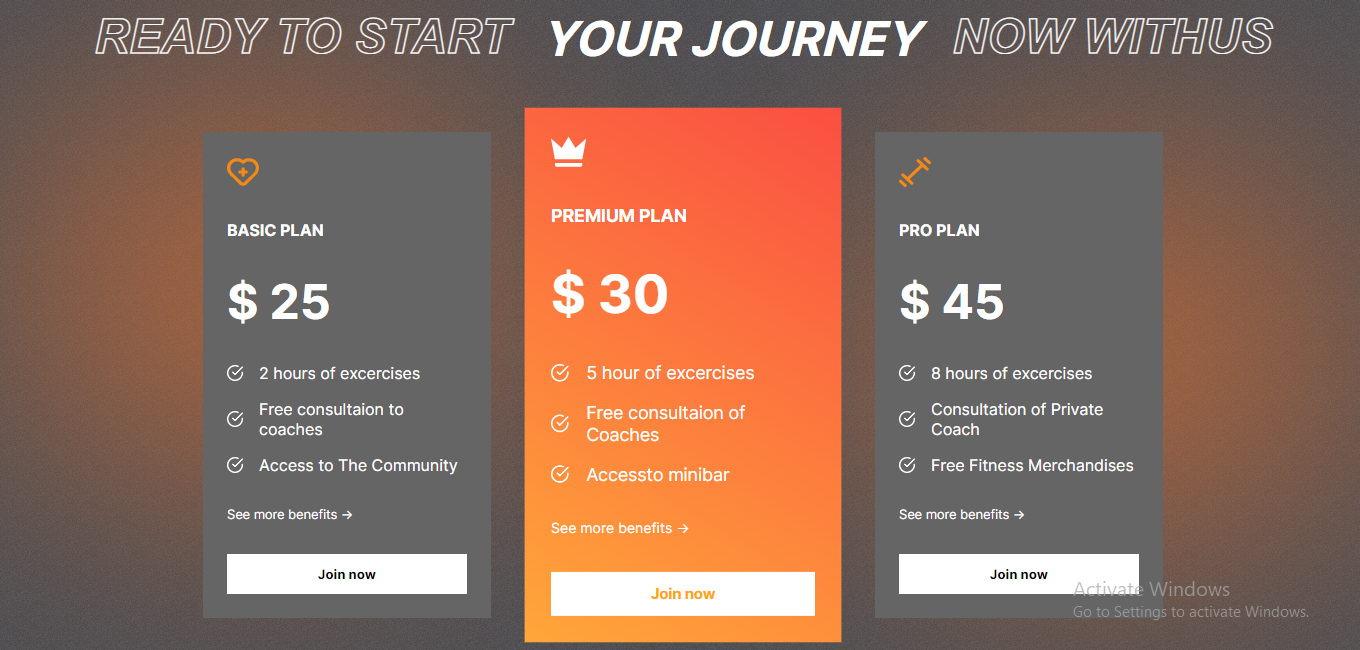 READY TO START YOUR JOURNEY NOW WITHUS
BASIC PLAN
$ 25
2 hours of excercises
Free consultaion to
coaches
Access to The Community
See more benefits →
Join now
PREMIUM PLAN
$ 30
5 hour of excercises
Free consultaion of
Coaches
Accessto minibar
See more benefits →
Join now
PRO PLAN
$ 45
8 hours of excercises
Consultation of Private
Coach
Free Fitness Merchandises
See more benefits →
Join now
Activate Windows
Go to Settings to activate Windows.